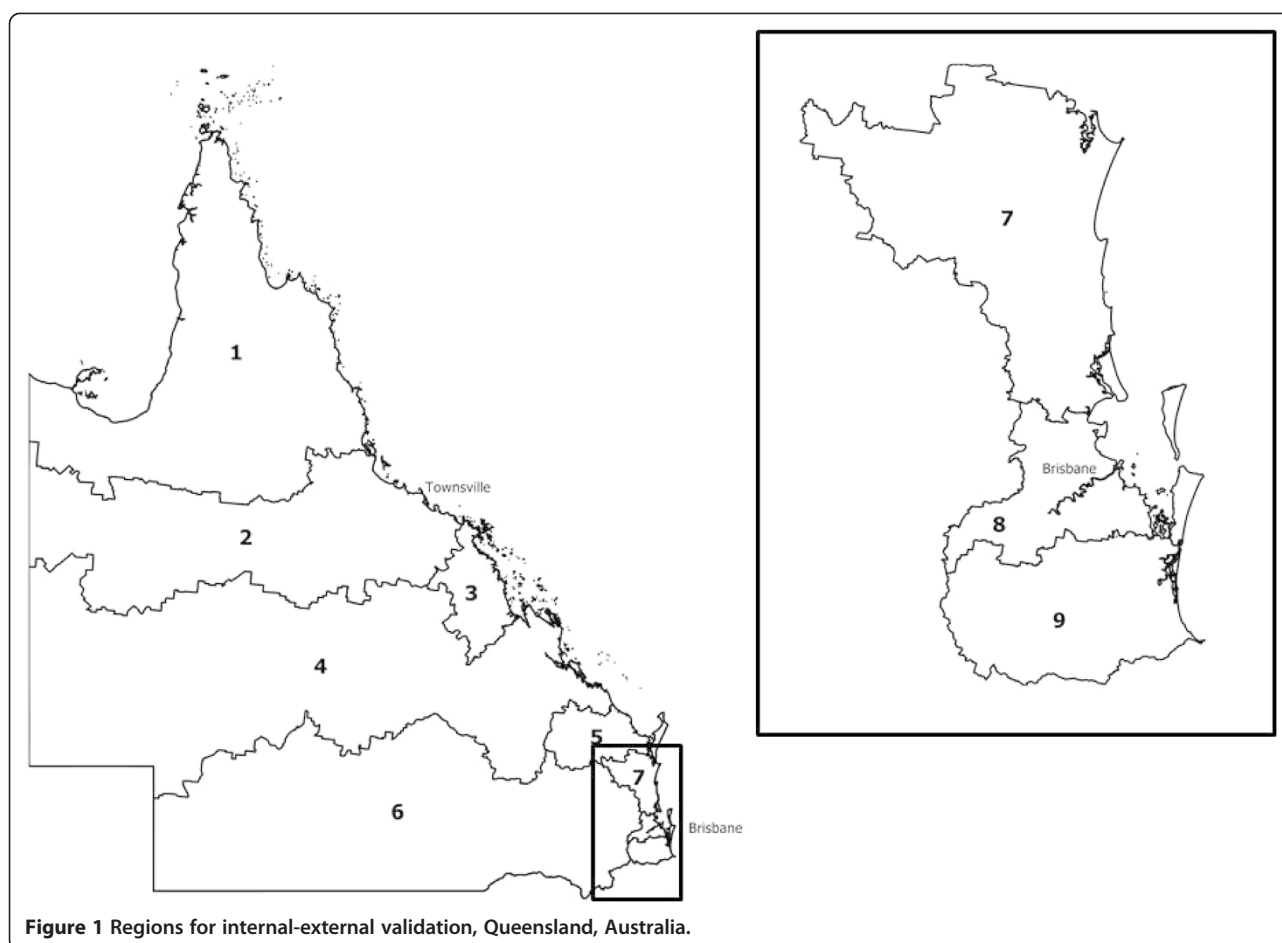 1
Townsville
2
3
4
5
7
6
Brisbane
7
Brisbane
8
9
Figure 1 Regions for internal-external validation, Queensland, Australia.